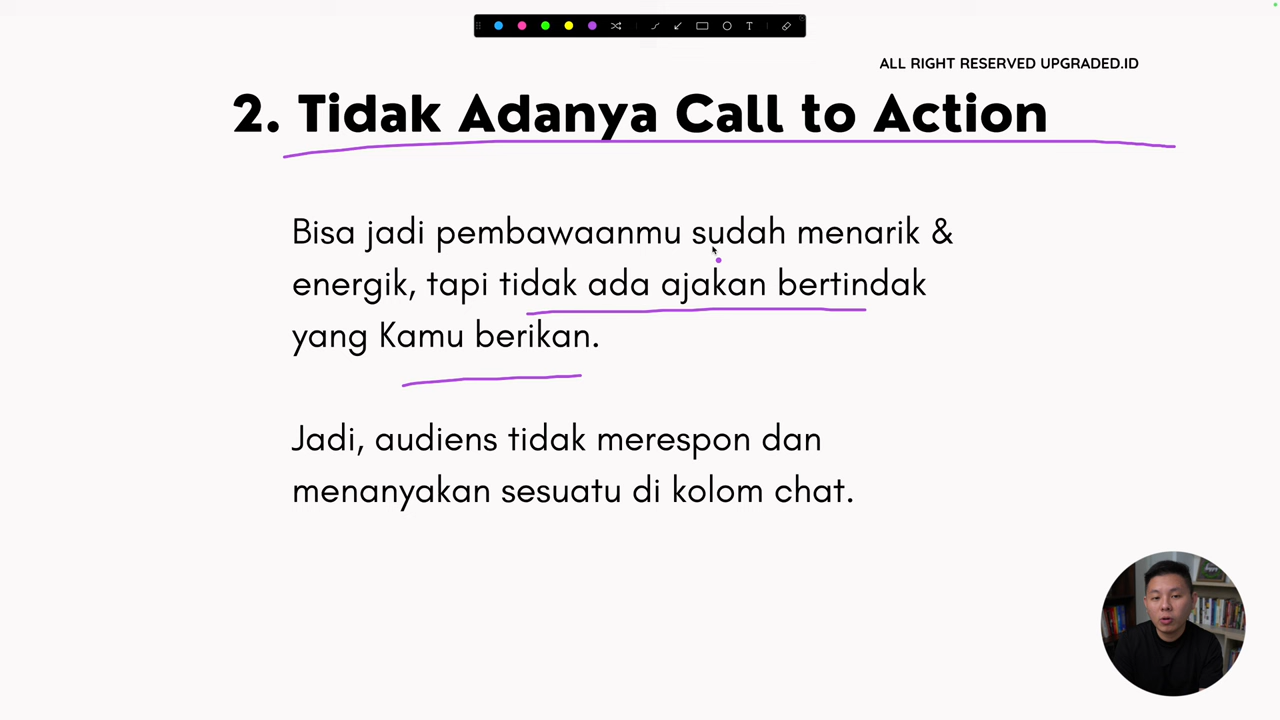 ALL RIGHT RESERVED UPGRADED.ID
2. Tidak Adanya Call to Action
Bisa jadi pembawaanmu sudah menarik &
energik, tapi tidak ada ajakan bertindak
yang Kamu berikan.
Jadi, audiens tidak merespon dan
menanyakan sesuatu di kolom chat.